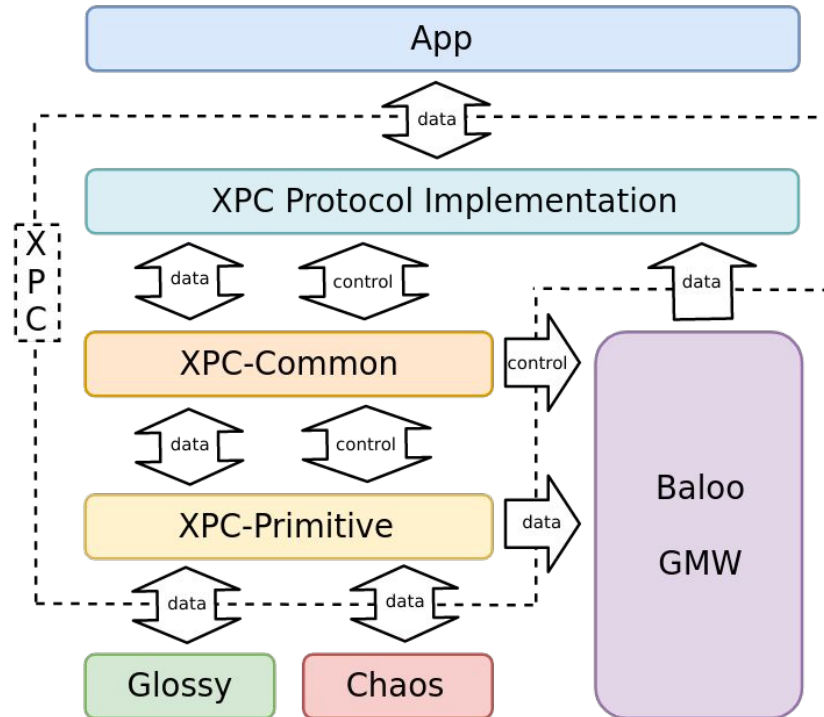 App
data
XPC Protocol Implementation
X
P
C
data
control
data
XPC-Common
control
data
control
Baloo
GMW
XPC-Primitive
data
data
data
Glossy
Chaos